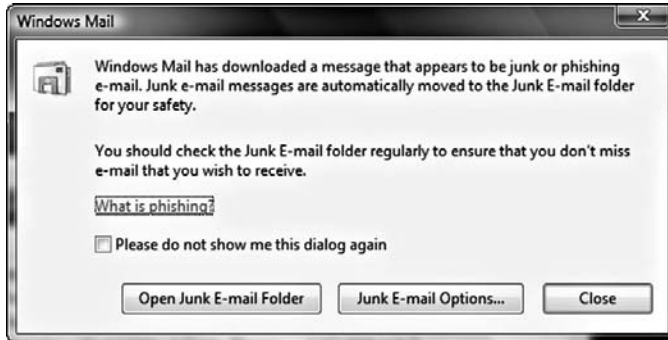 Windows Mail
Windows Mail has downloaded a message that appears to be junk or phishing
e-mail. Junk e-mail messages are automatically moved to the Junk E-mail folder
for your safety.
You should check the Junk E-mail folder regularly to ensure that you don't miss
e-mail that you wish to receive.
What is phishing?
Please do not show me this dialog again
Open Junk E-mail Folder
Junk E-mail Options...
Close